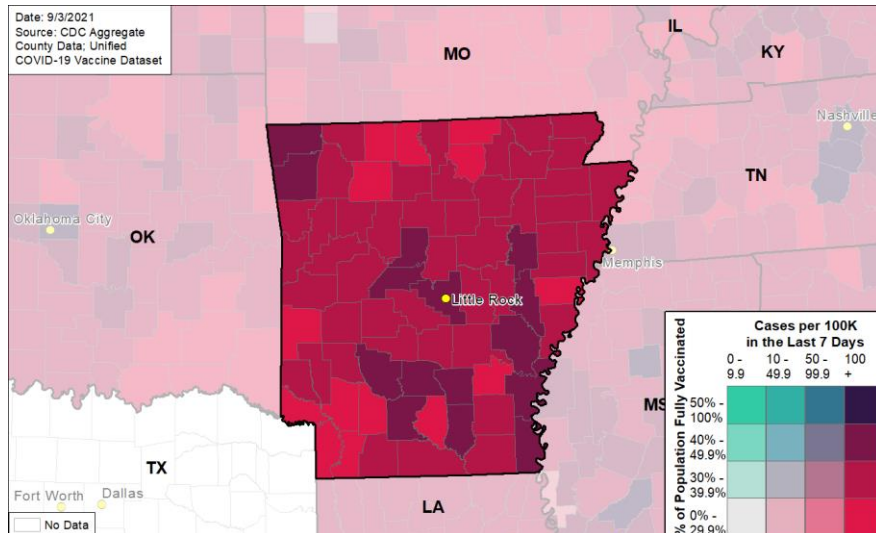 Date: 9/3/2021
Source: CDC Aggregate
County Data; Unified
COVID-19 Vaccine Dataset
IL
MO
KY
Nashville
TN
Oklahoma City
OK
Memphis
Little Rock
MS
TX
Fort Worth
Dallas
LA
No Data
Cases per 100K
in the Last 7 Days
0 -
9.9
10 -
49.9
50 -
99.9
100
+
% of Population Fully Vaccinated
50% -
100%
40% -
49.9%
30% -
39.9%
0% -
29.9%